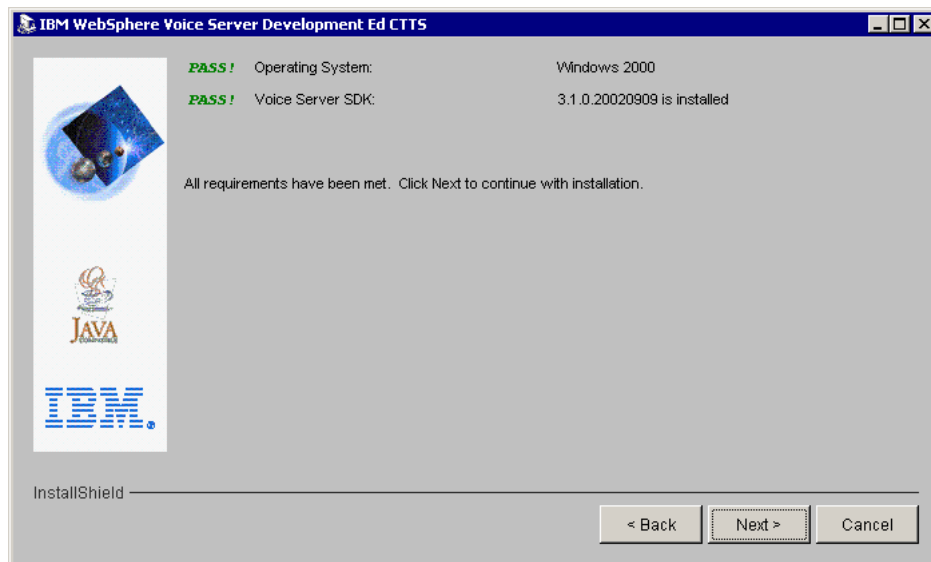 IBM WebSphere Voice Server Development Ed CTTS
PASS! Operating System: Windows 2000
PASS! Voice Server SDK: 3.1.0.20020909 is installed
All requirements have been met. Click Next to continue with installation.
JAVA
COMPATIBLE
IBM.
InstallShield
< Back Next > Cancel